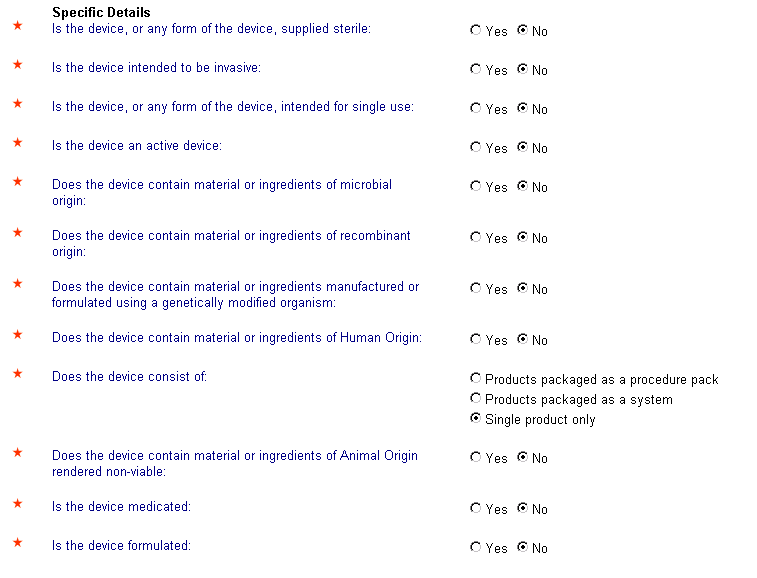 Specific Details
Is the device, or any form of the device, supplied sterile: Yes No
Is the device intended to be invasive: Yes No
Is the device, or any form of the device, intended for single use: Yes No
Is the device an active device: Yes No
Does the device contain material or ingredients of microbial Yes No
origin:
Does the device contain material or ingredients of recombinant Yes No
origin:
Does the device contain material or ingredients manufactured or Yes No
formulated using a genetically modified organism:
Does the device contain material or ingredients of Human Origin: Yes No
Does the device consist of: Products packaged as a procedure pack
Products packaged as a system
Single product only
Does the device contain material or ingredients of Animal Origin Yes No
rendered non-viable:
Is the device medicated: Yes No
Is the device formulated: Yes No